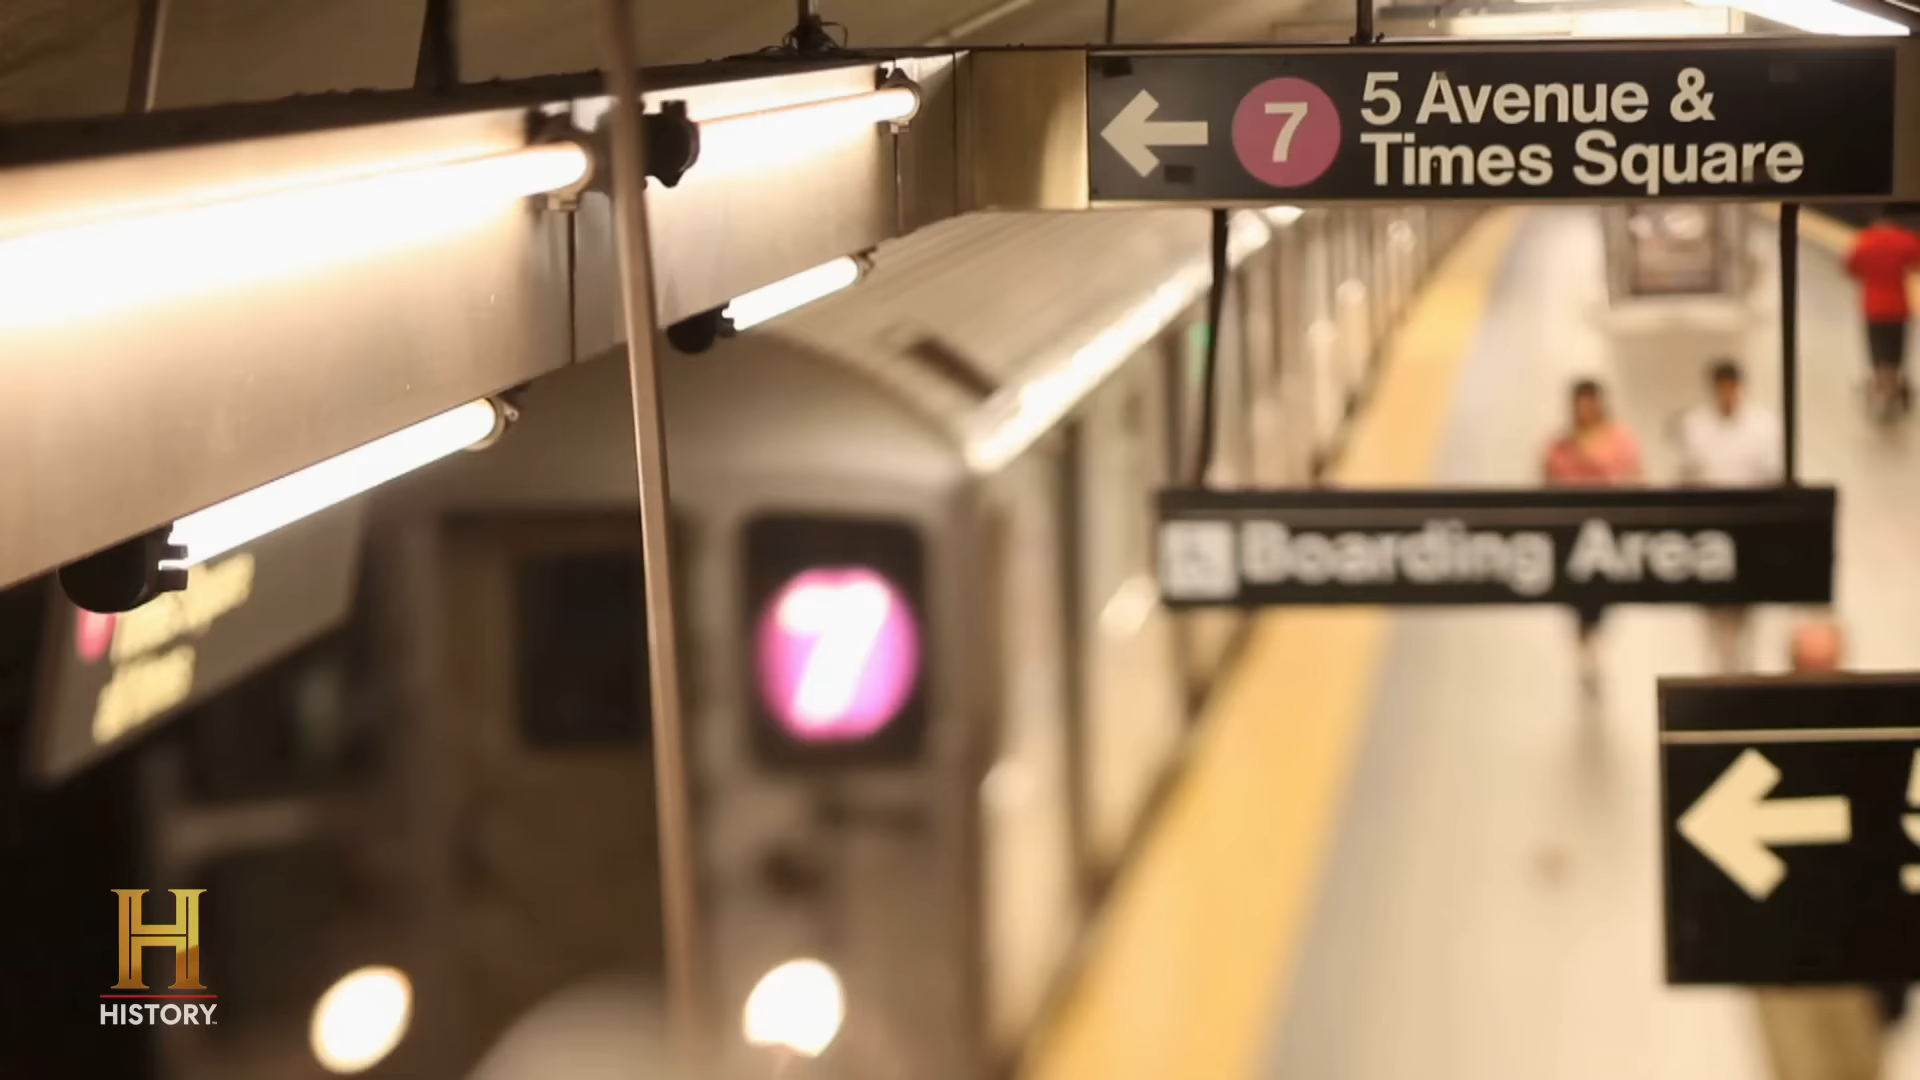 7 5 Avenue &
Times Square
7
Boarding Area
HISTORY